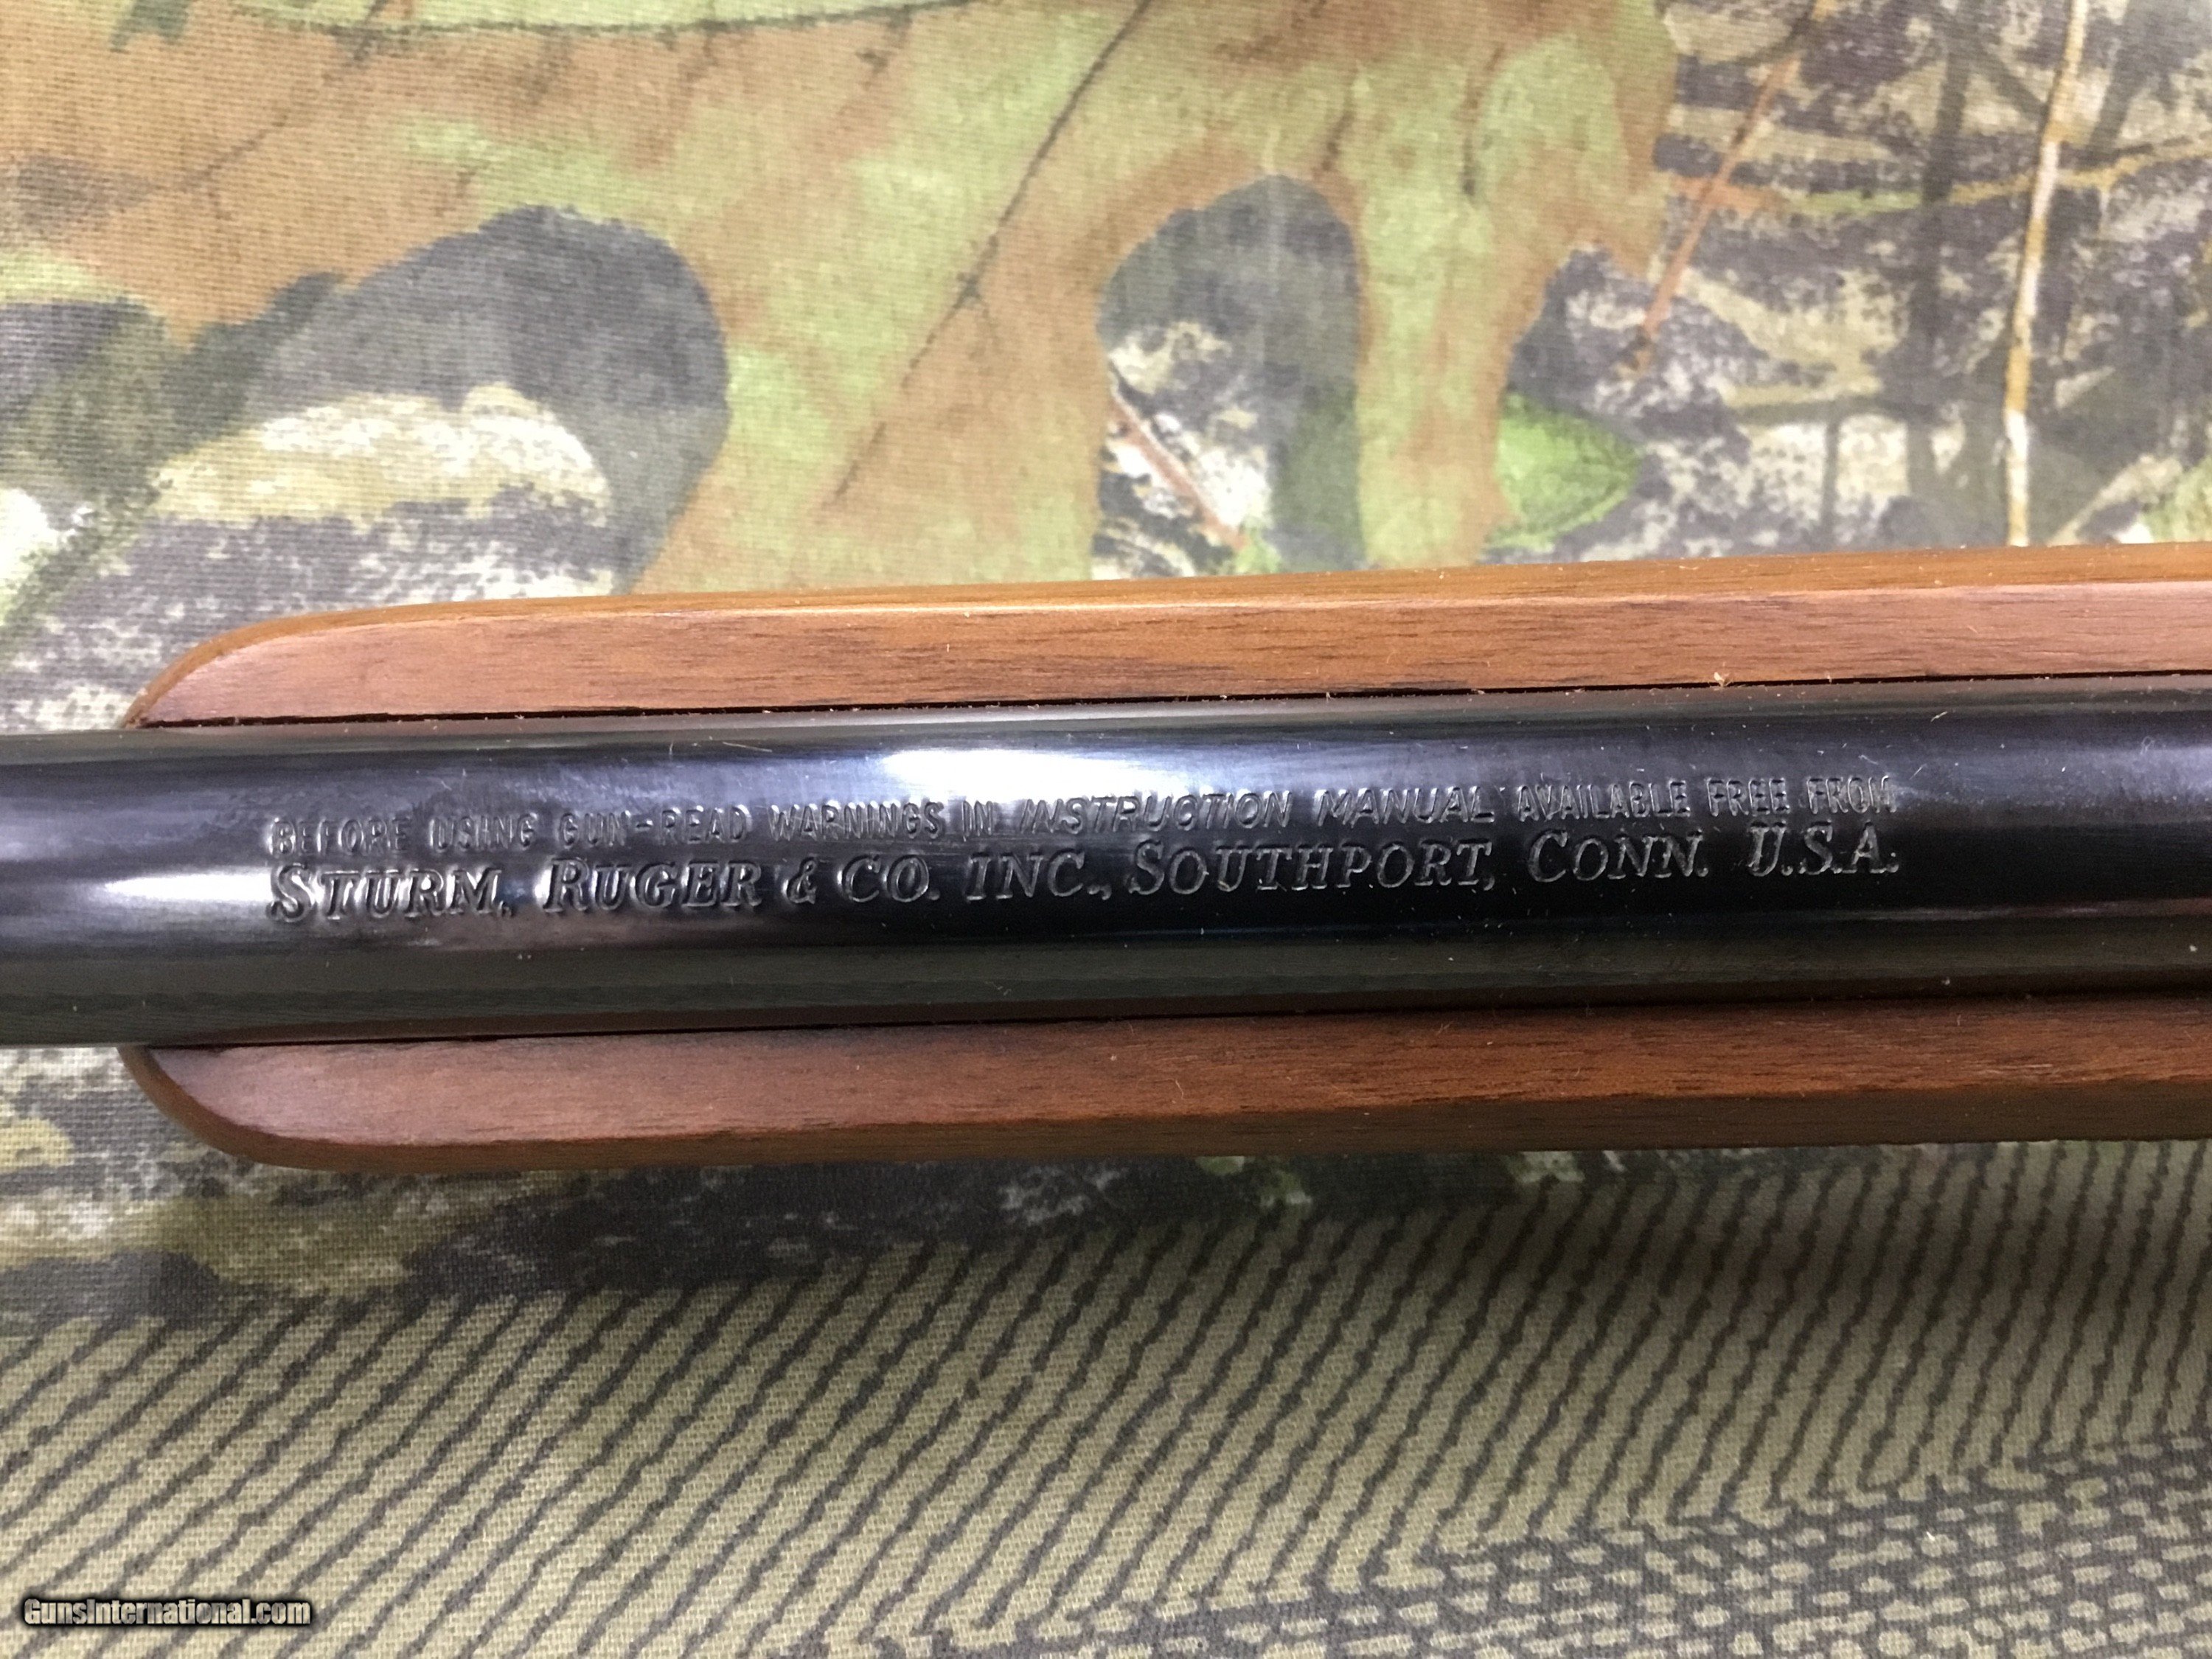 BEFORE USING GUN-READ WARNINGS IN INSTRUCTION MANUAL AVAILABLE FREE FROM
STURM, RUGER & CO. INC., SOUTHPORT, CONN. U.S.A.
GunsInternational.com